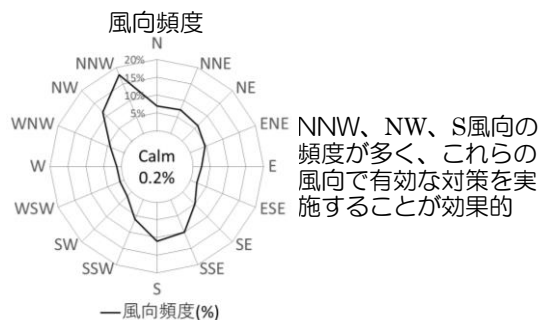 風向頻度
N
NNW
NNE
20%
15%
NW
NE
10%
5%
WNW
ENE
Calm
0.2%
W
E
WSW
ESE
SW
SE
SSW
SSE
S
風向頻度(%)
NNW、NW、S風向の
頻度が多く、これらの
風向で有効な対策を実
施することが効果的